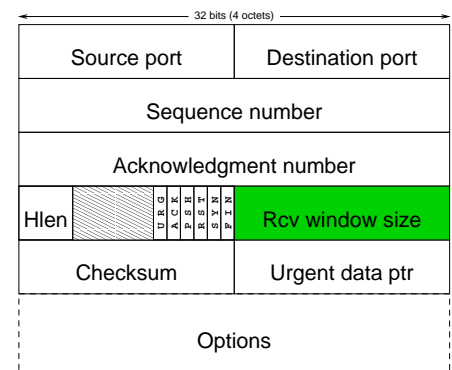 32 bits (4 octets)
Source port
Destination port
Sequence number
Acknowledgment number
Hlen
URG
ACK
PSH
RST
SYN
FIN
Rcv window size
Checksum
Urgent data ptr
Options